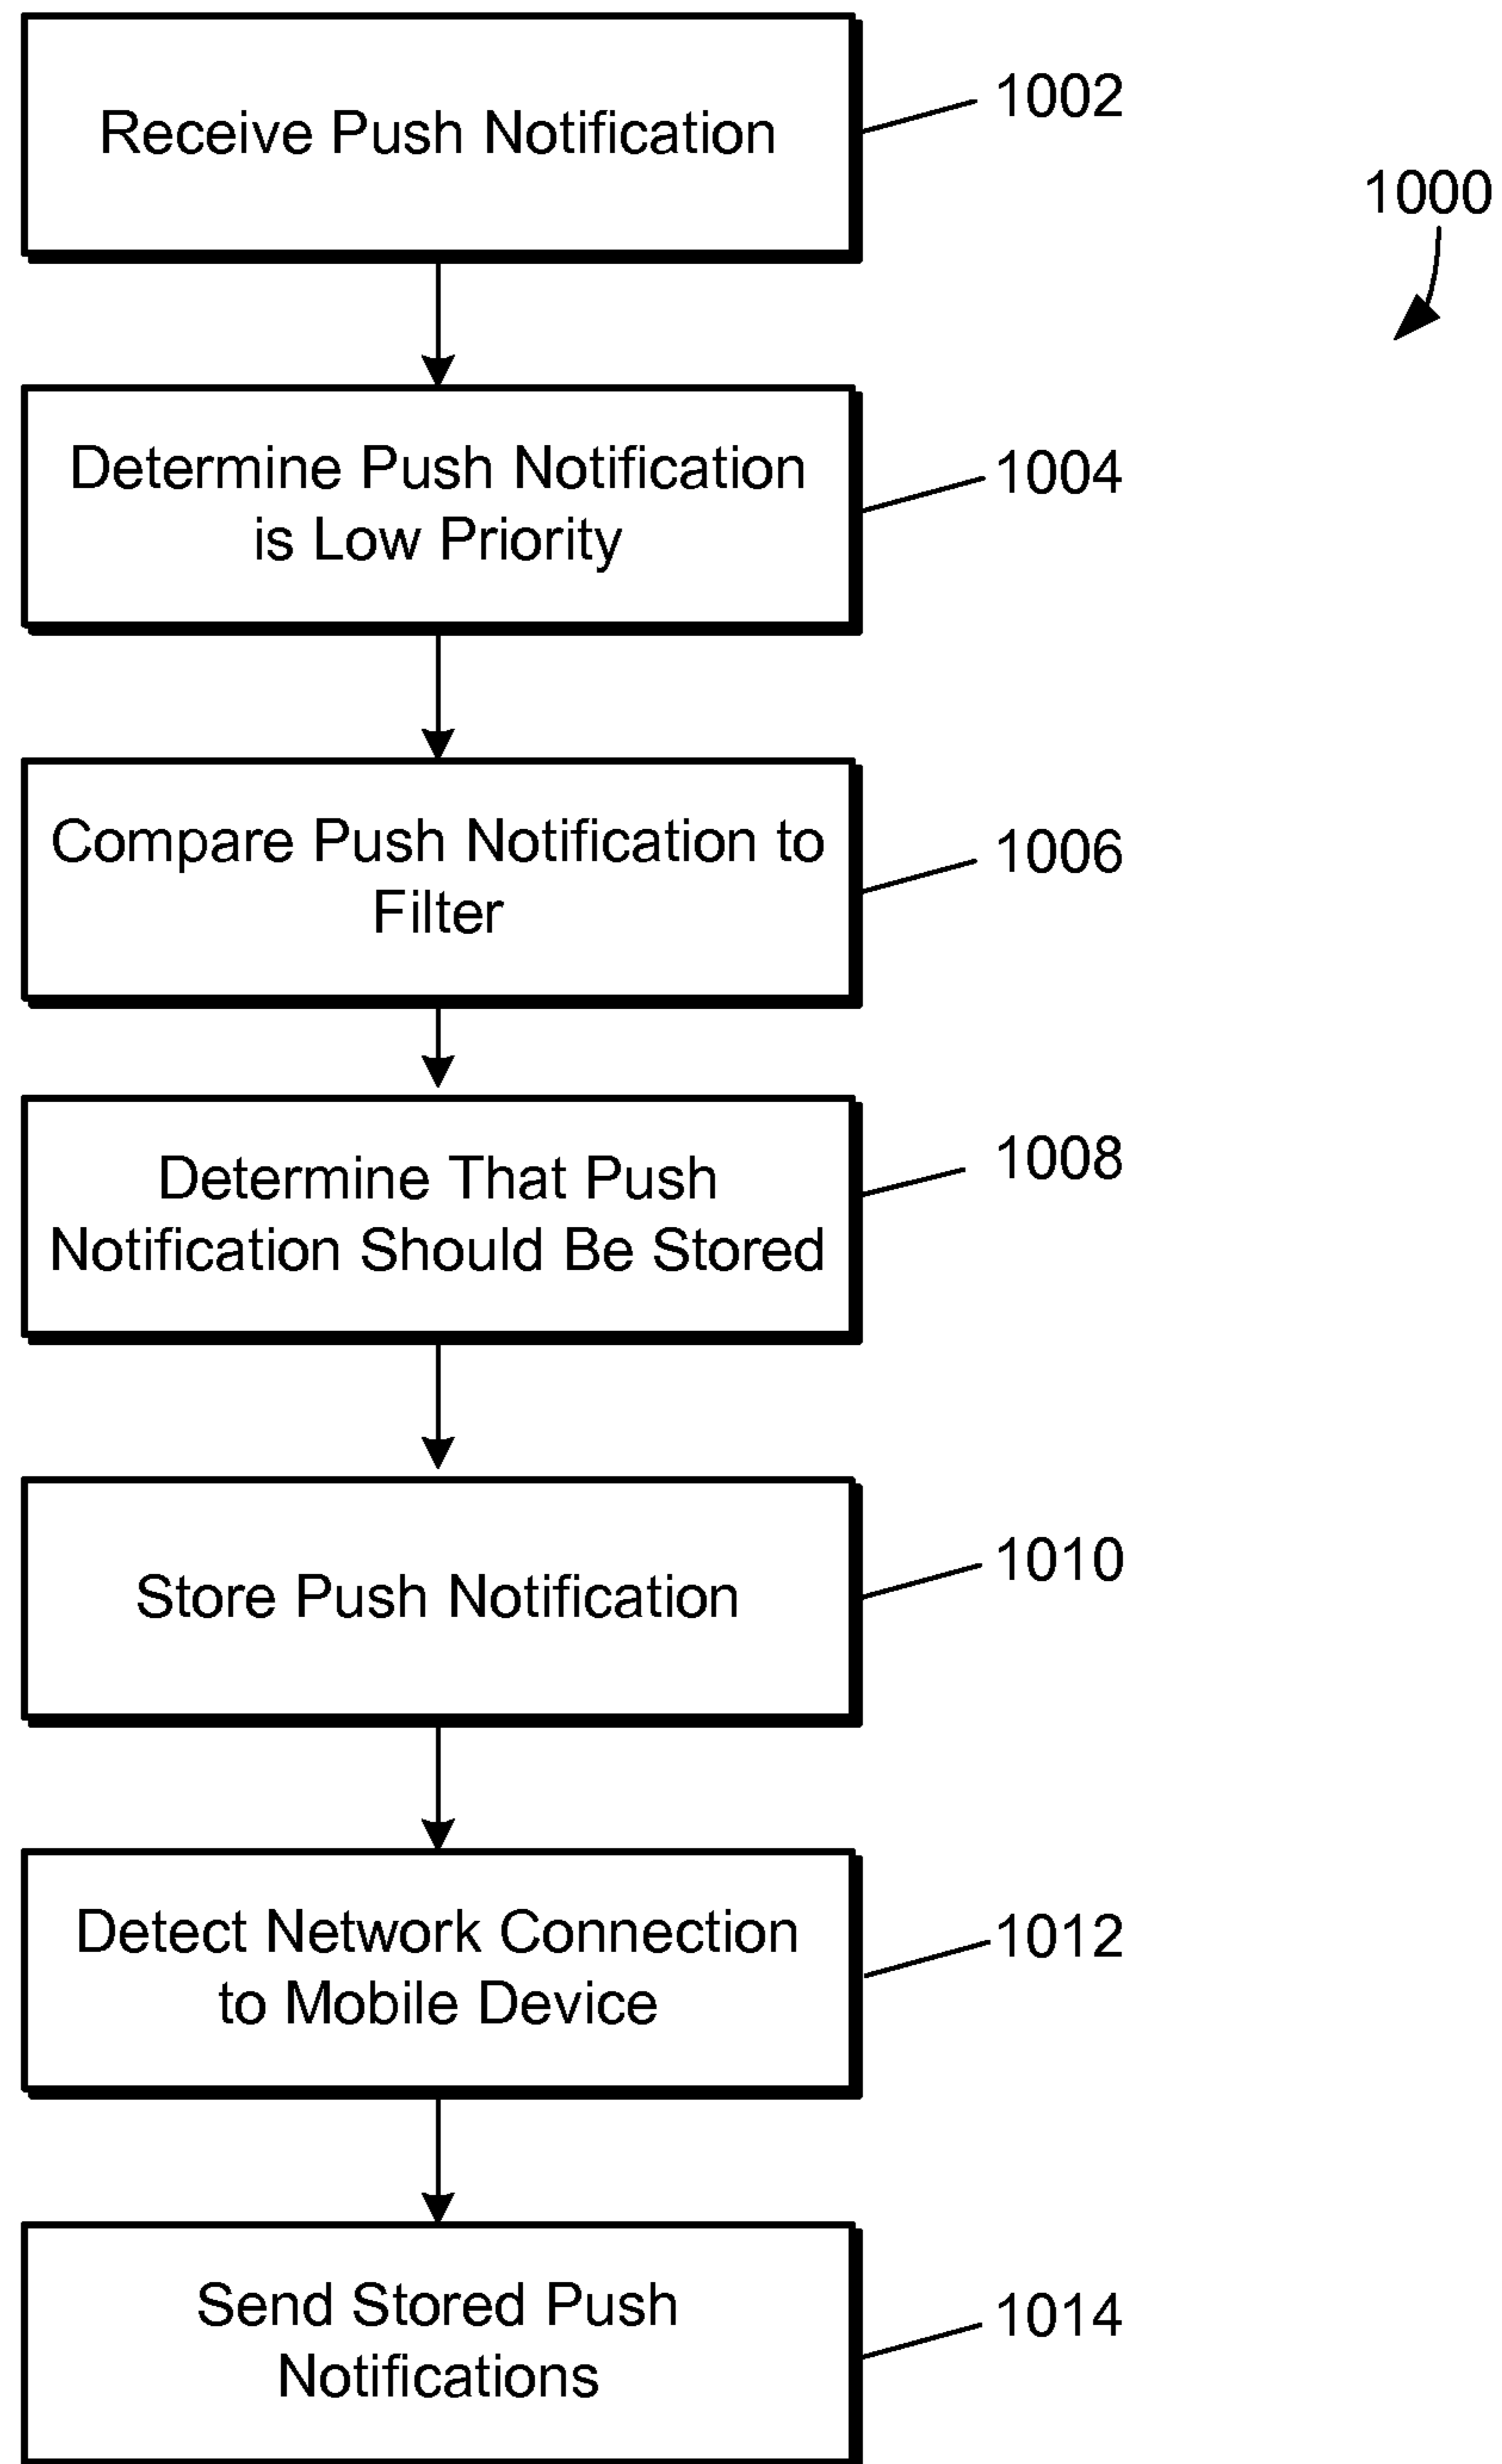 Receive Push Notification
1002
1000
Determine Push Notification
is Low Priority
1004
Compare Push Notification to
Filter
1006
Determine That Push
Notification Should Be Stored
1008
Store Push Notification
1010
Detect Network Connection
to Mobile Device
1012
Send Stored Push
Notifications
1014